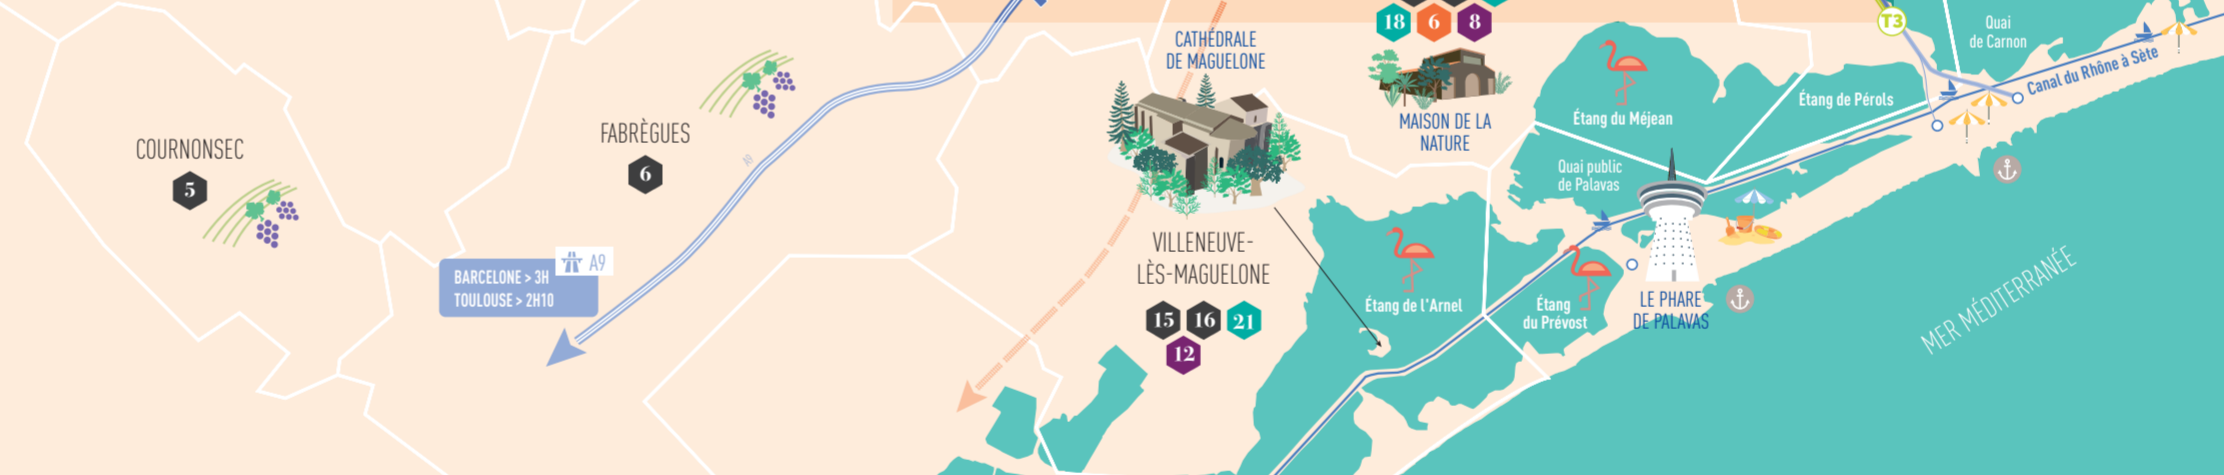 18
6
8
T3
Quai
de Carnon
CATHÉDRALE
DE MAGUELONE
Canal du Rhône à Sète
Étang de Pérols
Étang du Méjean
MAISON DE LA
NATURE
FABRÈGUES
6
COURNONSEC
5
A9
Quai public
de Palavas
VILLENEUVE-
LÈS-MAGUELONE
15
16
21
12
A9
BARCELONE > 3H
TOULOUSE > 2H10
Étang de l'Arnel
Étang
du Prévost
LE PHARE
DE PALAVAS
MER MÉDITERRANÉE